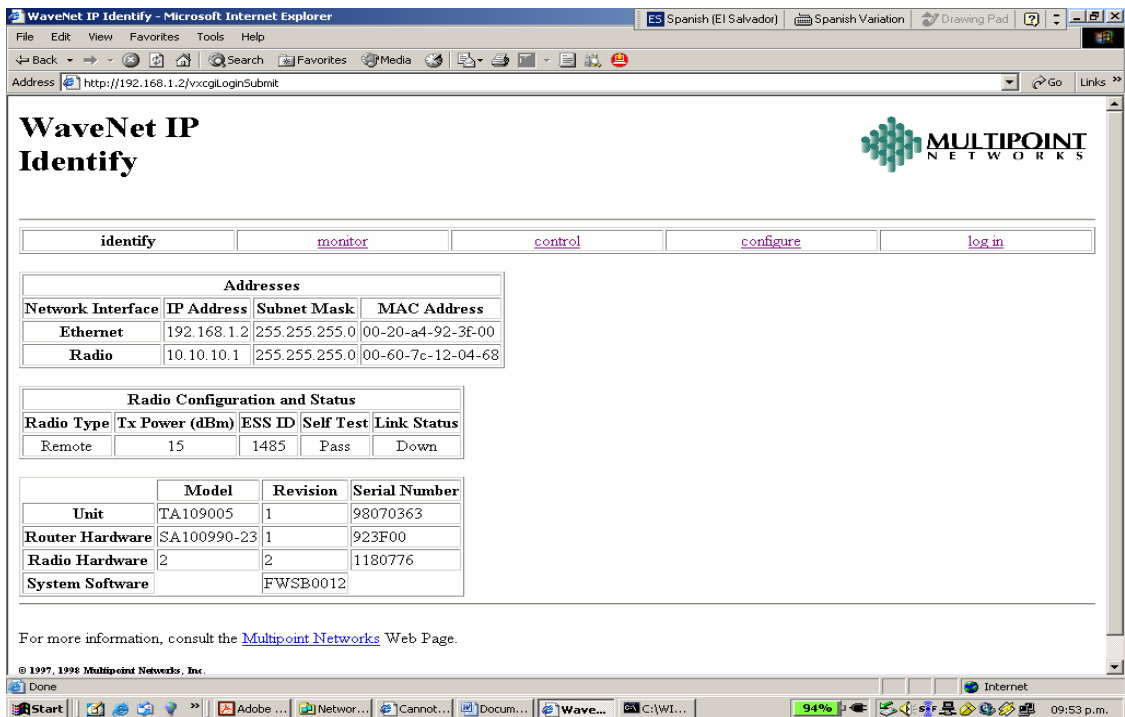 WaveNet IP Identify - Microsoft Internet Explorer
ES Spanish (El Salvador) Spanish Variation Drawing Pad
File Edit View Favorites Tools Help
Back Search Favorites Media
Address http://192.168.1.2/vxcgiLoginSubmit Go Links »
WaveNet IP
Identify
MULTIPOINT
NETWORKS
identify monitor control configure log in
Addresses
Network Interface IP Address Subnet Mask MAC Address
Ethernet 192.168.1.2 255.255.255.0 00-20-a4-92-3f-00
Radio 10.10.10.1 255.255.255.0 00-60-7c-12-04-68
Radio Configuration and Status
Radio Type Tx Power (dBm) ESS ID Self Test Link Status
Remote 15 1485 Pass Down
Model Revision Serial Number
Unit TA109005 1 98070363
Router Hardware SA100990-23 1 923F00
Radio Hardware 2 2 1180776
System Software FWSB0012
For more information, consult the Multipoint Networks Web Page.
© 1997, 1998 Multipoint Networks, Inc.
Done Internet
Start » Adobe ... Networ... Cannot... Docum... Wave... C:\WI... 94% 09:53 p.m.